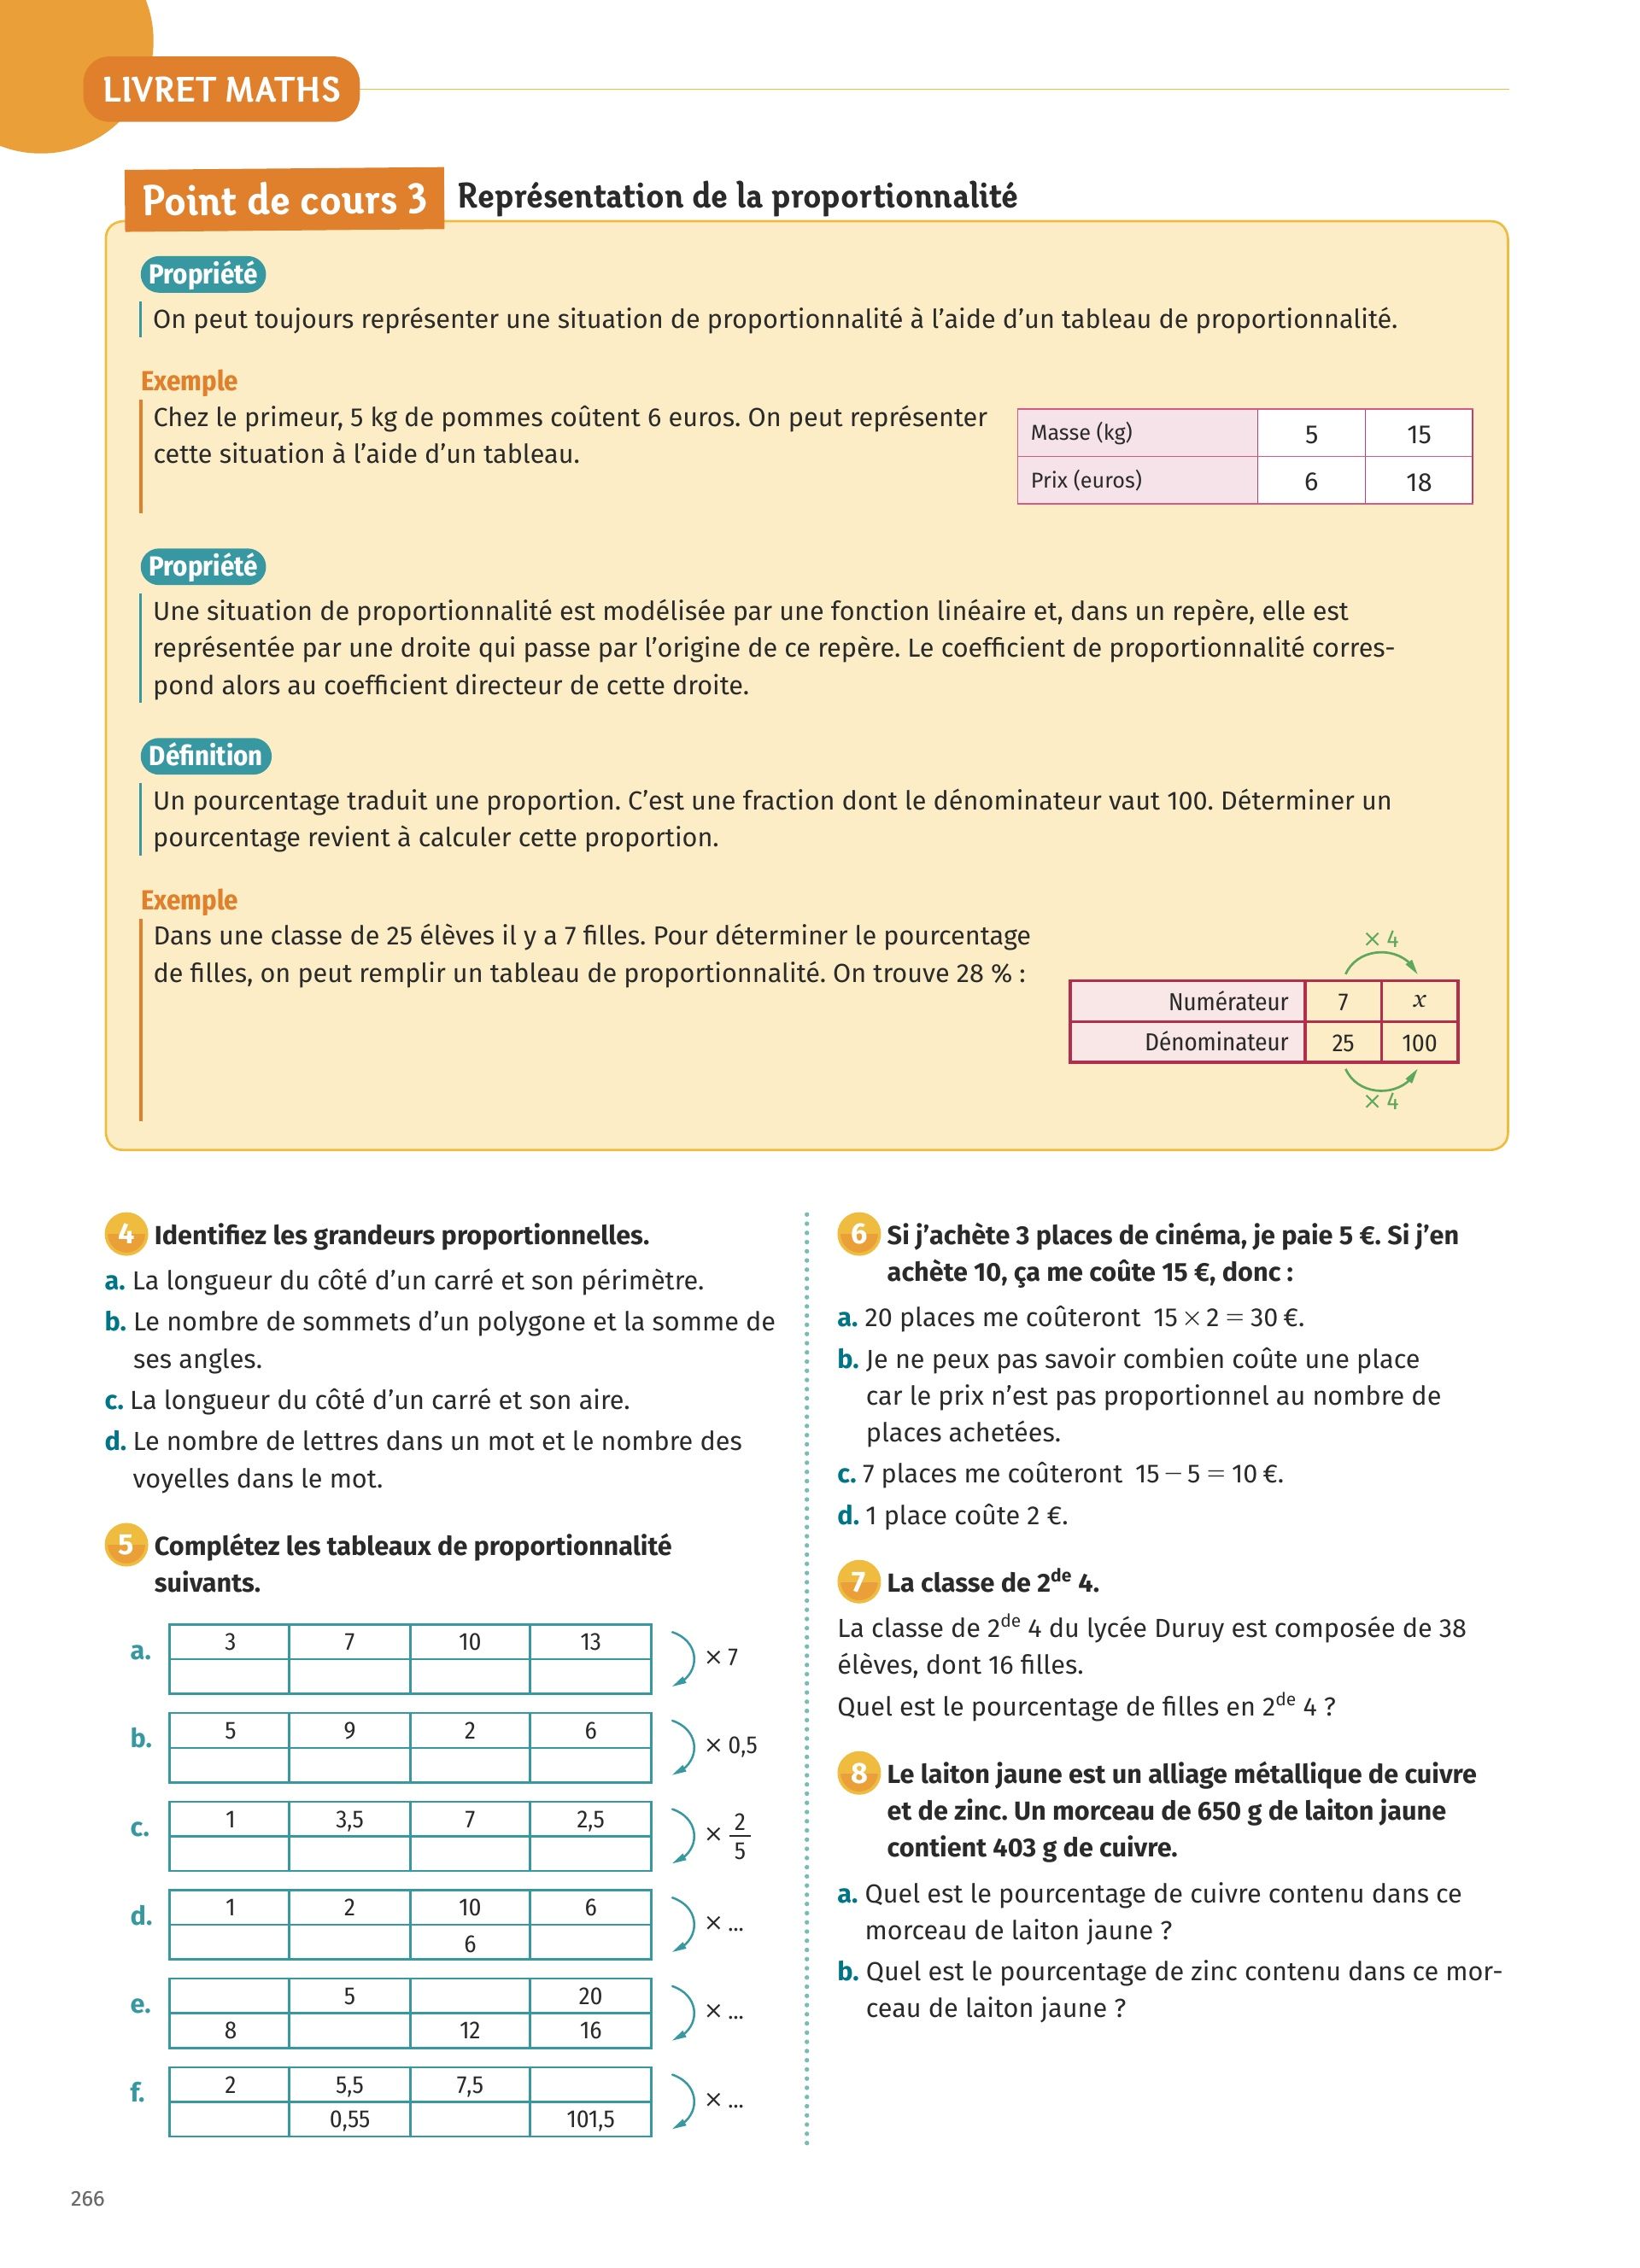 LIVRET MATHS
Point de cours 3 Représentation de la proportionnalité
Propriété
On peut toujours représenter une situation de proportionnalité à l’aide d’un tableau de proportionnalité.
Exemple
Chez le primeur, 5 kg de pommes coûtent 6 euros. On peut représenter
cette situation à l’aide d’un tableau.
Masse (kg) 5 15
Prix (euros) 6 18
Propriété
Une situation de proportionnalité est modélisée par une fonction linéaire et, dans un repère, elle est
représentée par une droite qui passe par l’origine de ce repère. Le coefficient de proportionnalité corres-
pond alors au coefficient directeur de cette droite.
Définition
Un pourcentage traduit une proportion. C’est une fraction dont le dénominateur vaut 100. Déterminer un
pourcentage revient à calculer cette proportion.
Exemple
Dans une classe de 25 élèves il y a 7 filles. Pour déterminer le pourcentage
de filles, on peut remplir un tableau de proportionnalité. On trouve 28 % :
× 4
Numérateur 7 x
Dénominateur 25 100
× 4
4 Identifiez les grandeurs proportionnelles.
a. La longueur du côté d’un carré et son périmètre.
b. Le nombre de sommets d’un polygone et la somme de
ses angles.
c. La longueur du côté d’un carré et son aire.
d. Le nombre de lettres dans un mot et le nombre des
voyelles dans le mot.
5 Complétez les tableaux de proportionnalité
suivants.
a. 3 7 10 13 × 7
b. 5 9 2 6 × 0,5
c. 1 3,5 7 2,5 × 2/5
d. 1 2 10 6 × ...
6
e. 5 20 × ...
8 12 16
f. 2 5,5 7,5 × ...
0,55 101,5
6 Si j’achète 3 places de cinéma, je paie 5 €. Si j’en
achète 10, ça me coûte 15 €, donc :
a. 20 places me coûteront 15 × 2 = 30 €.
b. Je ne peux pas savoir combien coûte une place
car le prix n’est pas proportionnel au nombre de
places achetées.
c. 7 places me coûteront 15 – 5 = 10 €.
d. 1 place coûte 2 €.
7 La classe de 2de 4.
La classe de 2de 4 du lycée Duruy est composée de 38
élèves, dont 16 filles.
Quel est le pourcentage de filles en 2de 4 ?
8 Le laiton jaune est un alliage métallique de cuivre
et de zinc. Un morceau de 650 g de laiton jaune
contient 403 g de cuivre.
a. Quel est le pourcentage de cuivre contenu dans ce
morceau de laiton jaune ?
b. Quel est le pourcentage de zinc contenu dans ce mor-
ceau de laiton jaune ?
266